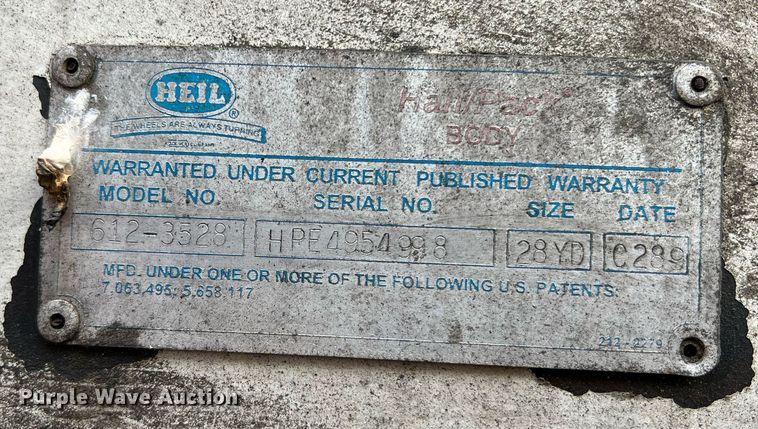 HEIL®
THE WHEELS ARE ALWAYS TURNING
Half/Pack®
BODY
WARRANTED UNDER CURRENT PUBLISHED WARRANTY
MODEL NO. SERIAL NO. SIZE DATE
612-3528 HPE4954998 28YD C289
MFD. UNDER ONE OR MORE OF THE FOLLOWING U.S. PATENTS:
7,063,495; 5,658,117
212-2279
Purple Wave Auction